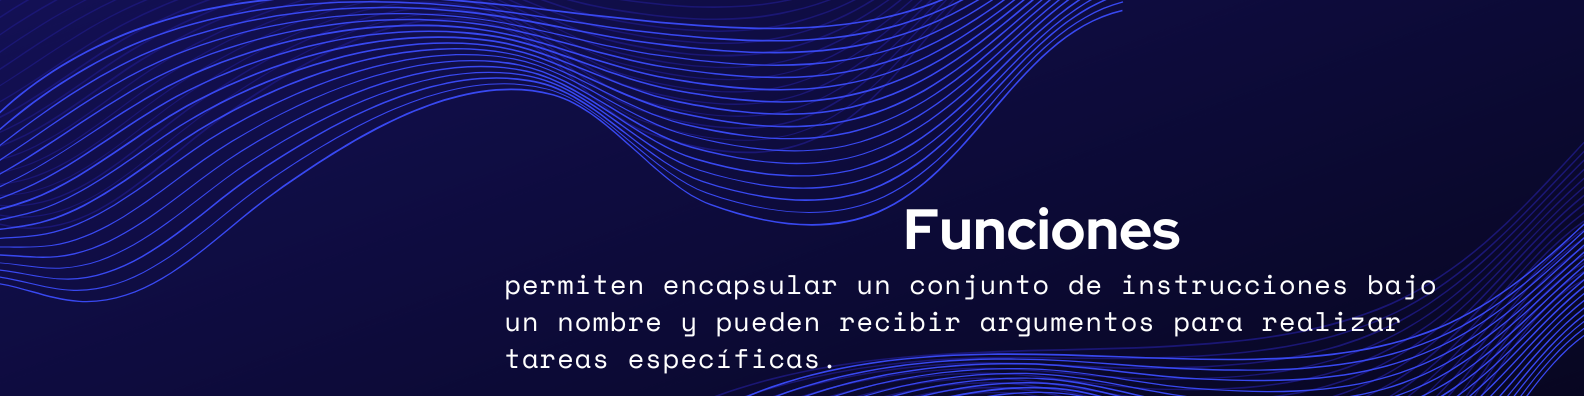 Funciones
permiten encapsular un conjunto de instrucciones bajo
un nombre y pueden recibir argumentos para realizar
tareas específicas.